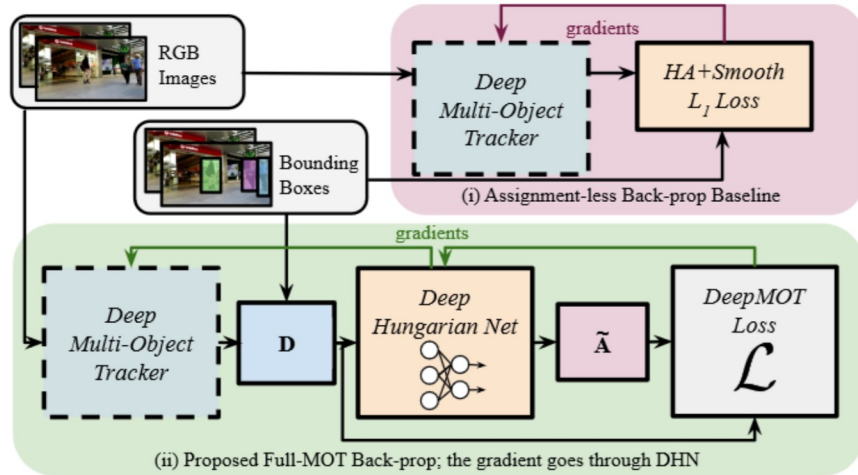 RGB
Images
gradients
Deep
Multi-Object
Tracker
HA+Smooth
L1 Loss
Bounding
Boxes
(i) Assignment-less Back-prop Baseline
gradients
Deep
Multi-Object
Tracker
D
Deep
Hungarian Net
Ã
DeepMOT
Loss
ℒ
(ii) Proposed Full-MOT Back-prop; the gradient goes through DHN